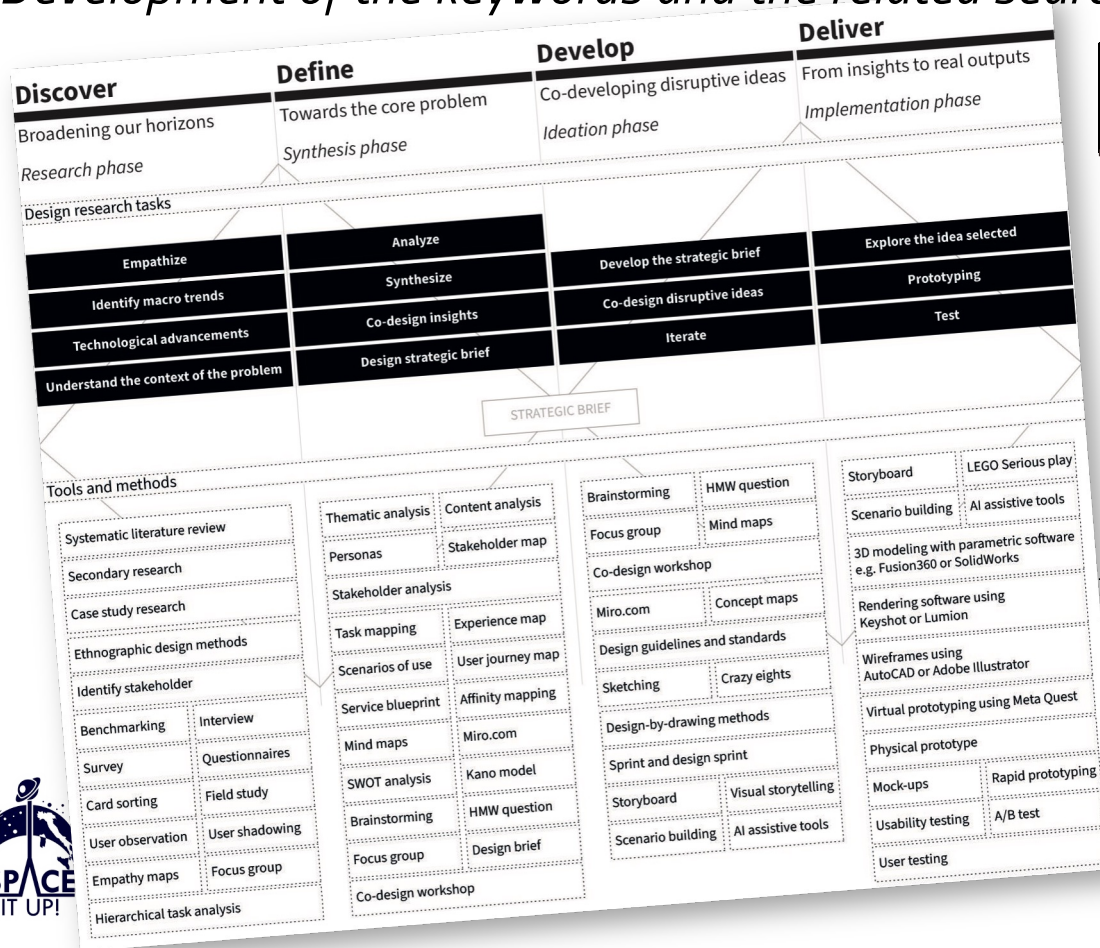 Development of the keywords and the related
Discover
Broadening our horizons
Research phase
Define
Towards the core problem
Synthesis phase
Develop
Co-developing disruptive ideas
Ideation phase
Deliver
From insights to real outputs
Implementation phase
Design research tasks
Empathize
Identify macro trends
Technological advancements
Understand the context of the problem
Analyze
Synthesize
Co-design insights
Design strategic brief
Develop the strategic brief
Co-design disruptive ideas
Iterate
Explore the idea selected
Prototyping
Test
STRATEGIC BRIEF
Tools and methods
Systematic literature review
Secondary research
Case study research
Ethnographic design methods
Identify stakeholder
Benchmarking
Interview
Survey
Questionnaires
Card sorting
Field study
User observation
User shadowing
Empathy maps
Focus group
Hierarchical task analysis
Thematic analysis
Content analysis
Personas
Stakeholder map
Stakeholder analysis
Task mapping
Experience map
Scenarios of use
User journey map
Service blueprint
Affinity mapping
Mind maps
Miro.com
SWOT analysis
Kano model
Brainstorming
HMW question
Focus group
Design brief
Co-design workshop
Brainstorming
HMW question
Focus group
Mind maps
Co-design workshop
Miro.com
Concept maps
Design guidelines and standards
Sketching
Crazy eights
Design-by-drawing methods
Sprint and design sprint
Storyboard
Visual storytelling
Scenario building
AI assistive tools
Storyboard
LEGO Serious play
Scenario building
AI assistive tools
3D modeling with parametric software
e.g. Fusion360 or SolidWorks
Rendering software using
Keyshot or Lumion
Wireframes using
AutoCAD or Adobe Illustrator
Virtual prototyping using Meta Quest
Physical prototype
Mock-ups
Rapid prototyping
Usability testing
A/B test
User testing
PACE
IT UP!